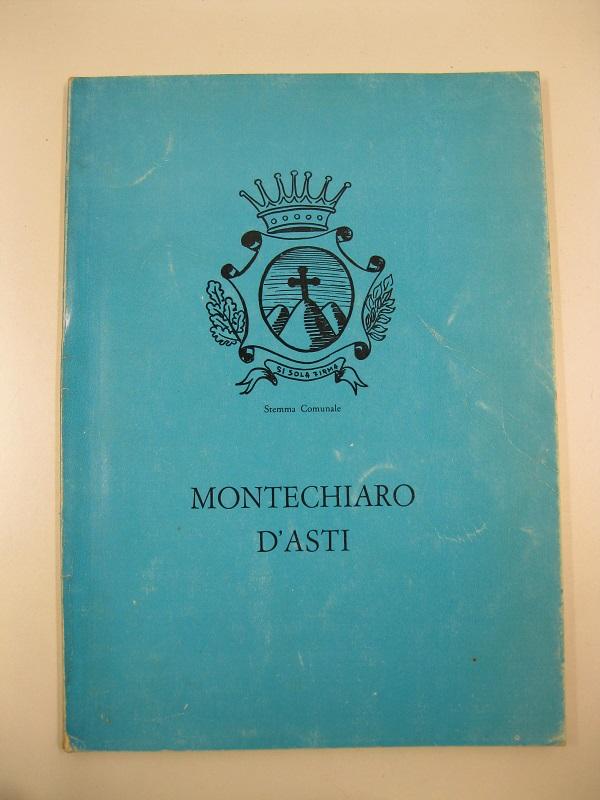 SI SOLA FIRMA
Stemma Comunale
MONTECHIARO
D'ASTI